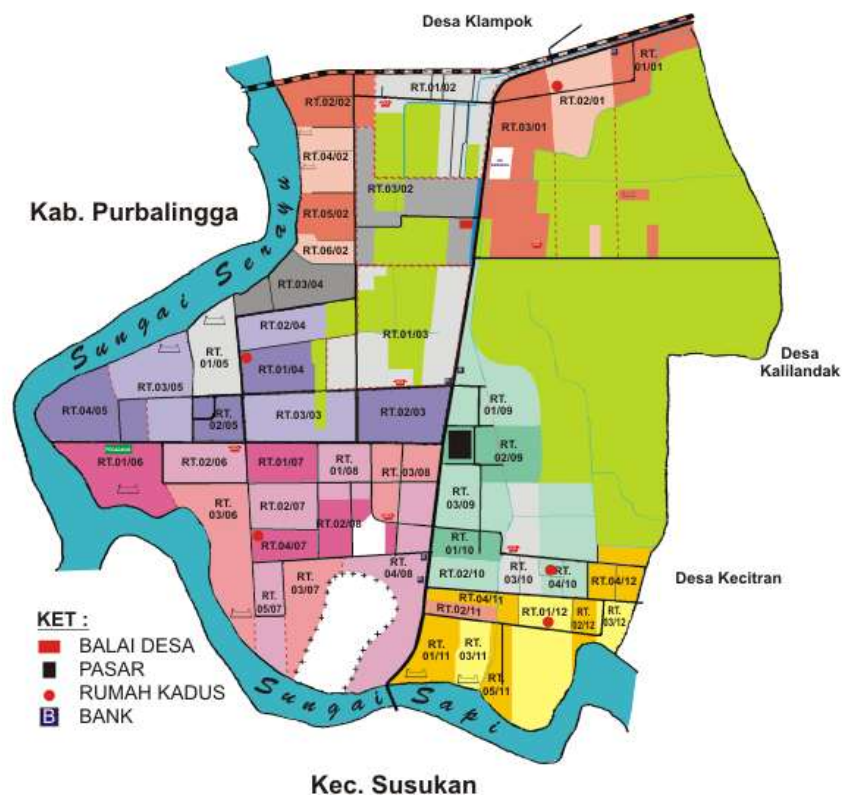 Desa Klampok
RT.
01/01
RT.01/02
RT.02/02
RT.02/01
RT.03/01
RT.04/02
RT.03/02
Kab. Purbalingga
RT.05/02
RT.06/02
Sungai Serayu
RT.03/04
RT.02/04
RT.01/03
RT.
01/05
Desa
Kalilandak
RT.01/04
RT.03/05
RT.04/05
RT.
02/05
RT.03/03
RT.02/03
RT.
01/09
RT.
02/09
RT.01/06
RT.02/06
RT.01/07
RT.
01/08
RT.03/08
RT.
03/06
RT.02/07
RT.
03/09
RT.02/08
RT.04/07
RT.
01/10
RT.
04/08
RT.02/10
RT.
03/10
RT.
04/10
RT.04/12
Desa Kecitran
RT.
05/07
RT.
03/07
RT.04/11
RT.02/11
RT.01/12
RT.
02/12
RT.
03/12
RT.
01/11
RT.
03/11
RT.
05/11
KET :
BALAI DESA
PASAR
RUMAH KADUS
B BANK
Sungai Sapi
Kec. Susukan